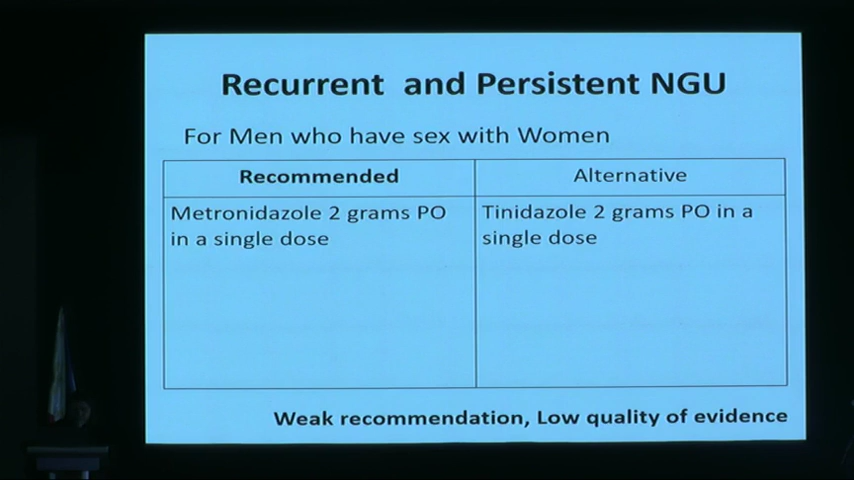 Recurrent and Persistent NGU
For Men who have sex with Women
Recommended
Alternative
Metronidazole 2 grams PO
in a single dose
Tinidazole 2 grams PO in a
single dose
Weak recommendation, Low quality of evidence